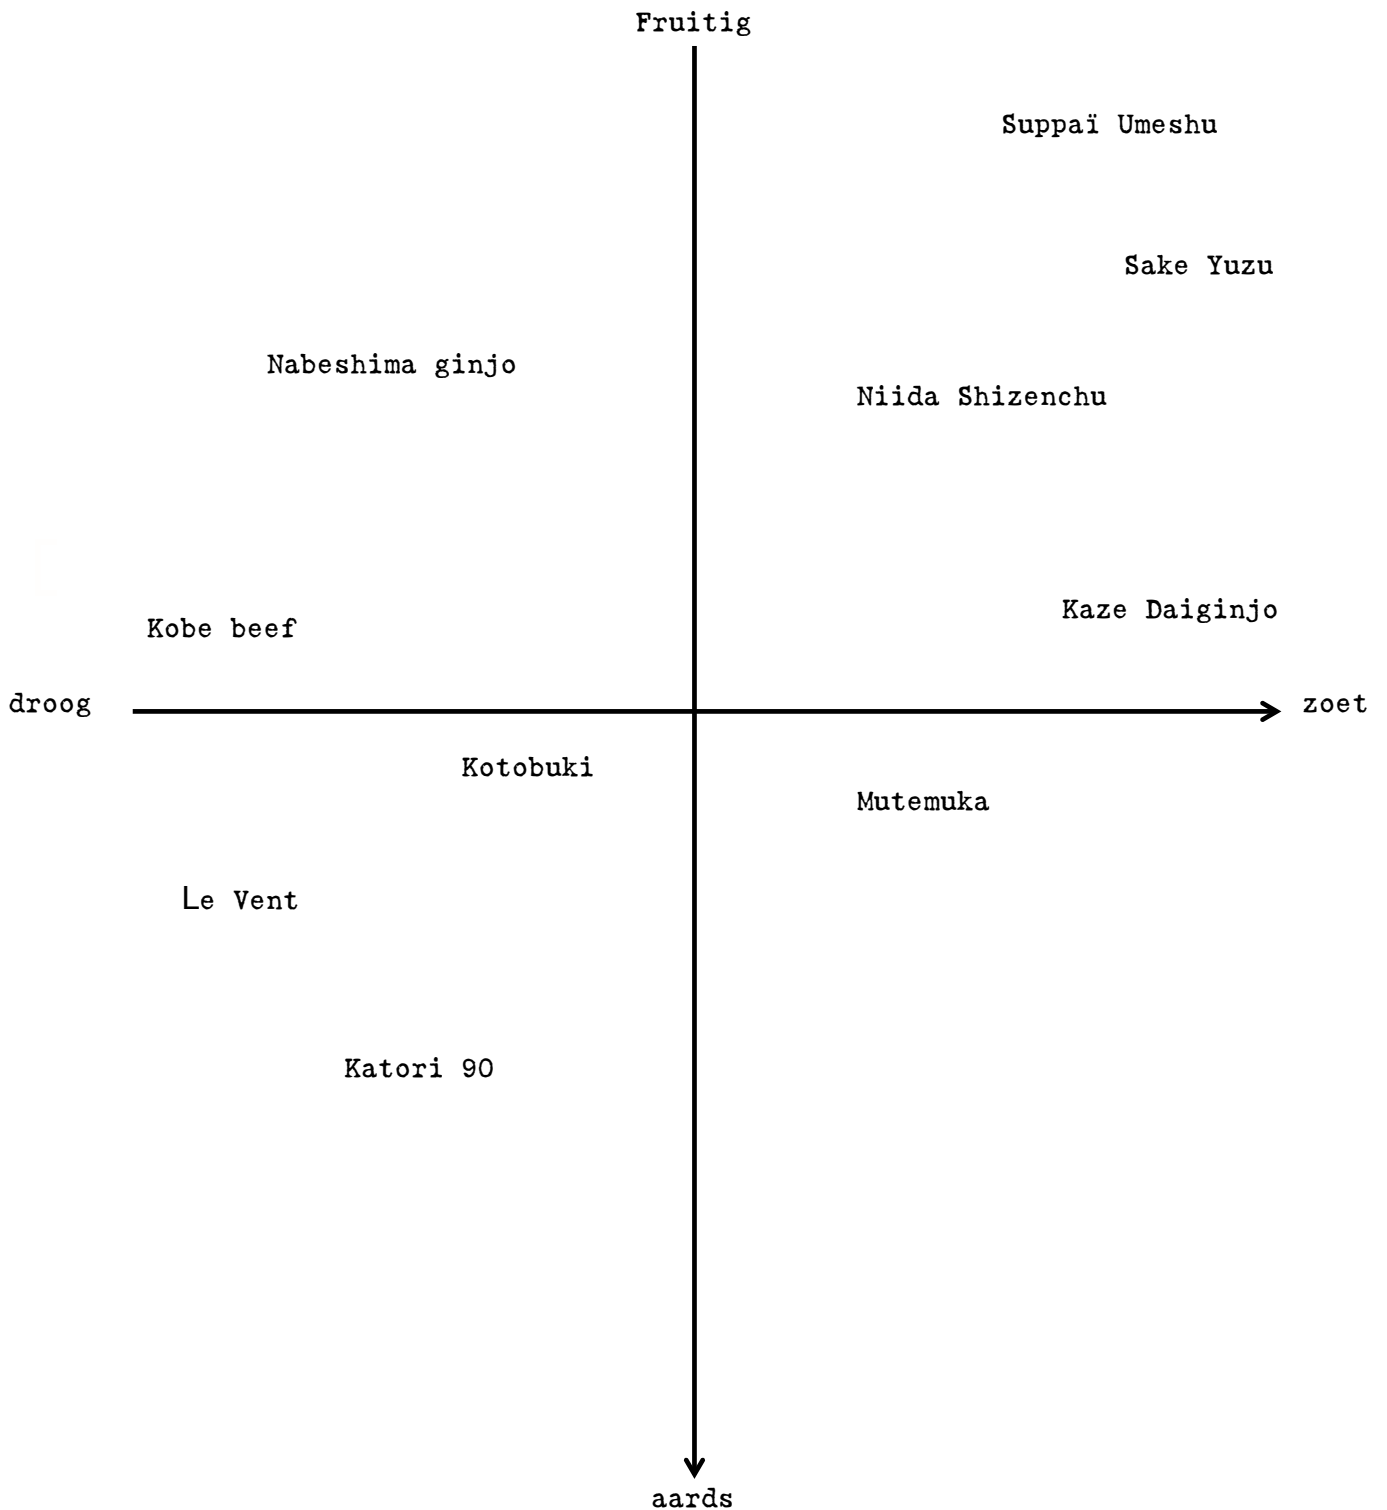 Fruitig
Suppaï Umeshu
Sake Yuzu
Nabeshima ginjo
Niida Shizenchu
Kaze Daiginjo
Kobe beef
droog
zoet
Kotobuki
Mutemuka
Le Vent
Katori 90
aards